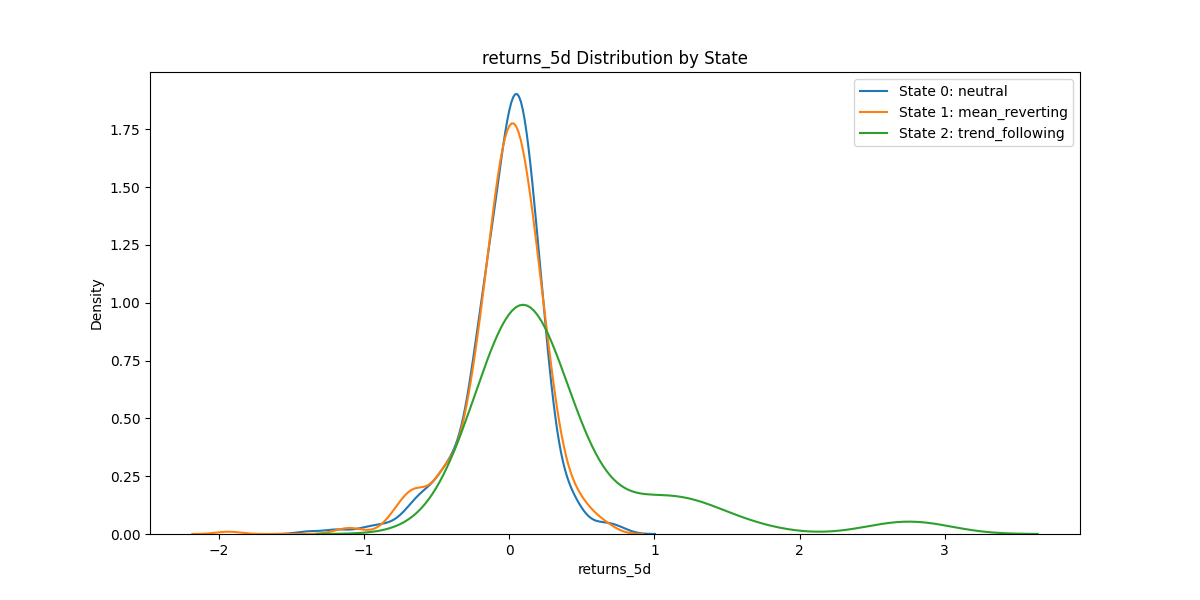 returns_5d Distribution by State
State 0: neutral
State 1: mean_reverting
State 2: trend_following
Density
1.75
1.50
1.25
1.00
0.75
0.50
0.25
0.00
−2
−1
0
1
2
3
returns_5d